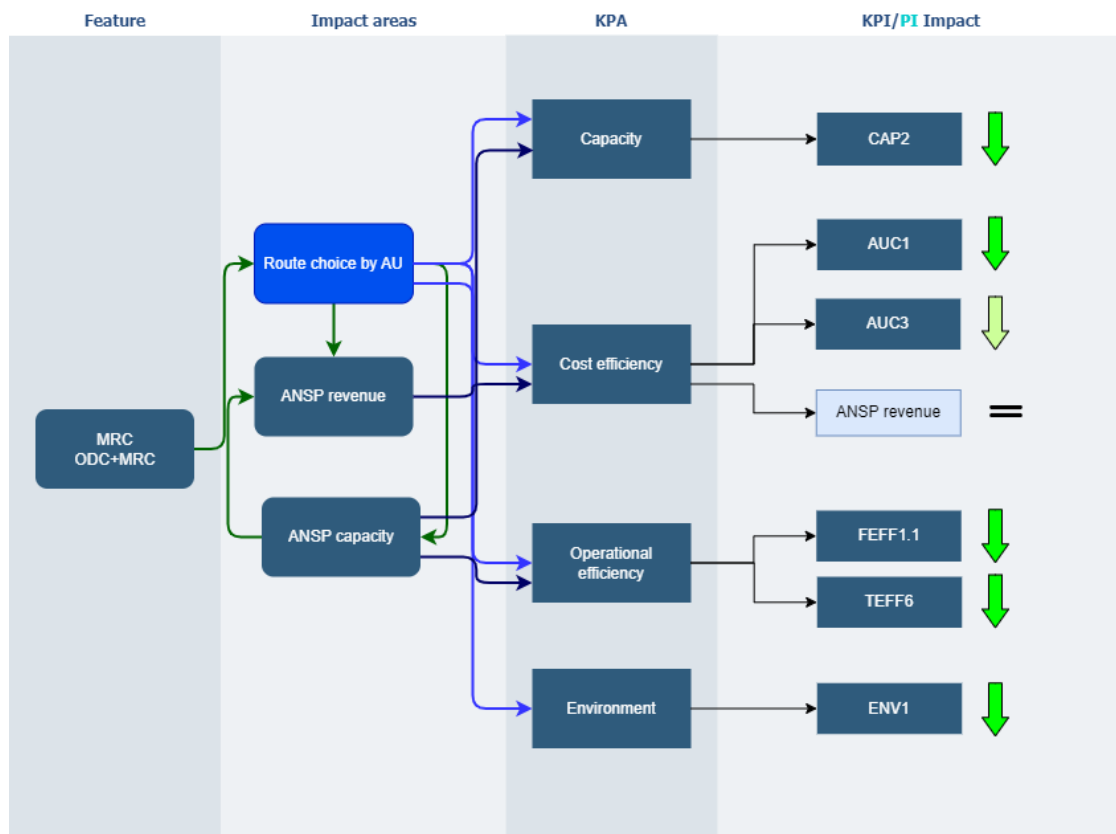 Feature
Impact areas
KPA
KPI/PI Impact
MRC
ODC+MRC
Route choice by AU
ANSP revenue
ANSP capacity
Capacity
Cost efficiency
Operational
efficiency
Environment
CAP2
AUC1
AUC3
ANSP revenue
FEFF1.1
TEFF6
ENV1